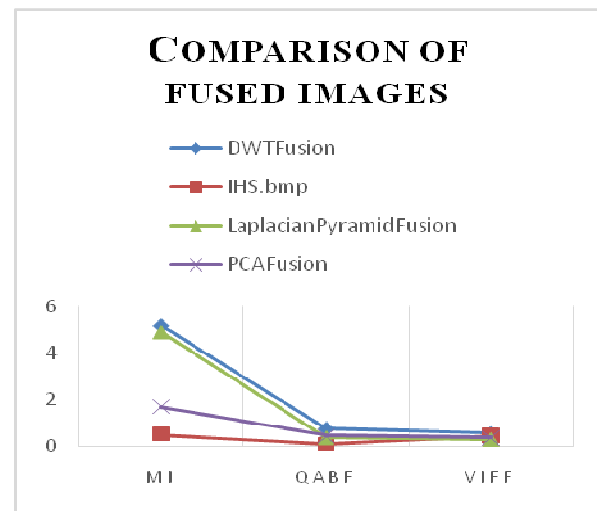 COMPARISON OF
FUSED IMAGES
DWTFusion
IHS.bmp
LaplacianPyramidFusion
PCAFusion
6
4
2
0
MI QABF VIFF